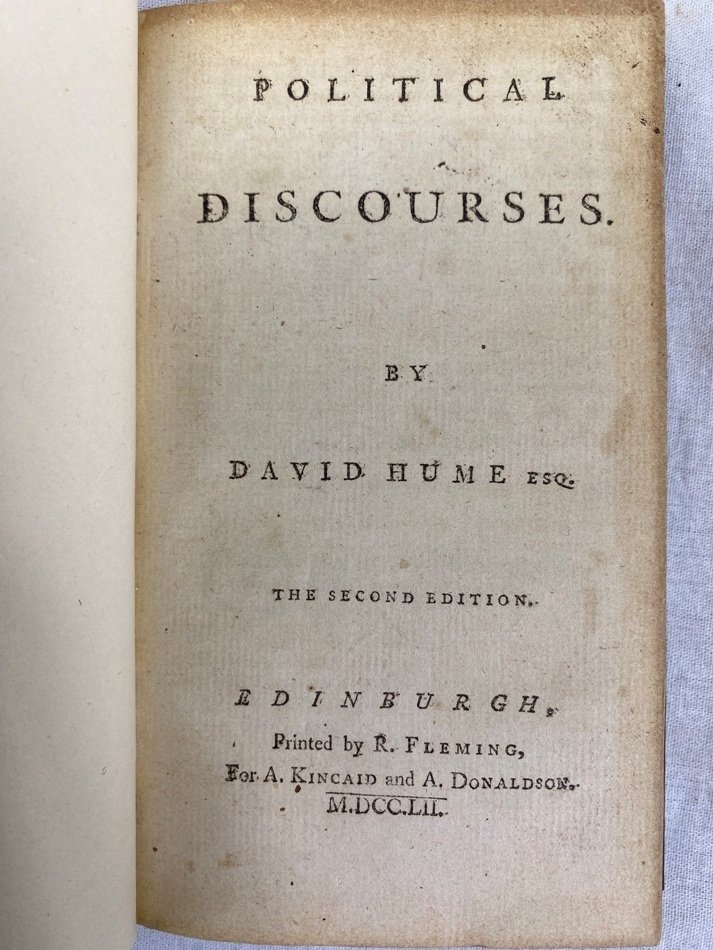 POLITICAL
DISCOURSES.
BY
DAVID HUME ESQ.
THE SECOND EDITION.
EDINBURGH,
Printed by R. FLEMING,
For A. KINCAID and A. DONALDSON.
M.DCC.LII.